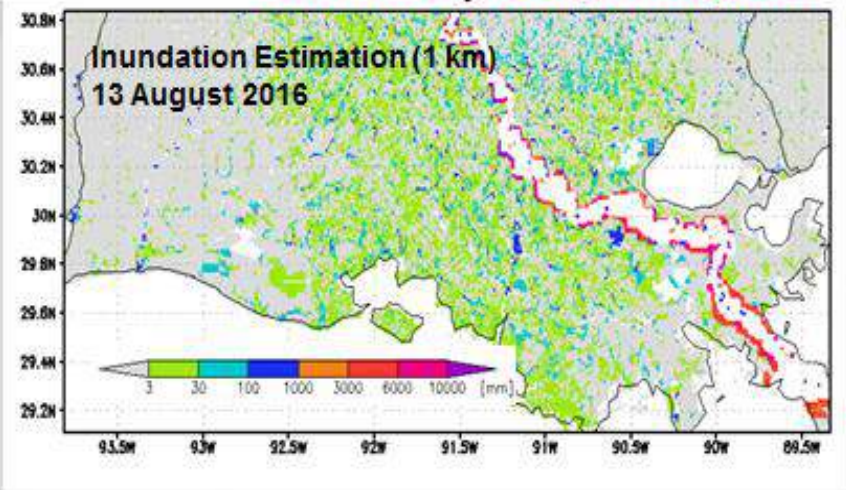 30.8N
Inundation Estimation (1 km)
30.6N
13 August 2016
30.4N
30.2N
30N
29.8N
29.6N
29.4N
3 30 100 1000 3000 6000 10000 [mm]
29.2N
93.5W 93W 92.5W 92W 91.5W 91W 90.5W 90W 89.5W